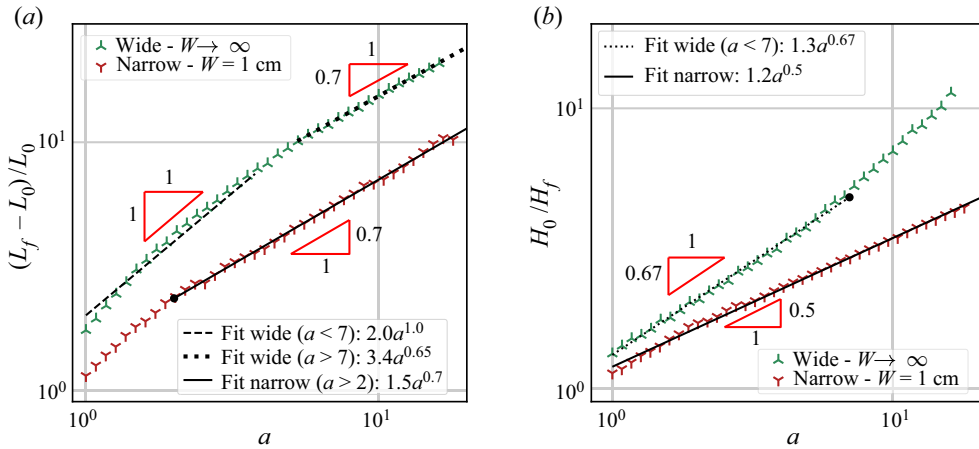 (a)
Wide - W → ∞
Narrow - W = 1 cm
1
0.7
1
1
0.7
1
(L_f − L_0)/L_0
10^1
10^0
Fit wide (a < 7): 2.0a^1.0
Fit wide (a > 7): 3.4a^0.65
Fit narrow (a > 2): 1.5a^0.7
10^0
10^1
a
(b)
Fit wide (a < 7): 1.3a^0.67
Fit narrow: 1.2a^0.5
10^1
H_0/H_f
1
0.67
0.5
1
Wide - W → ∞
Narrow - W = 1 cm
10^0
10^0
10^1
a